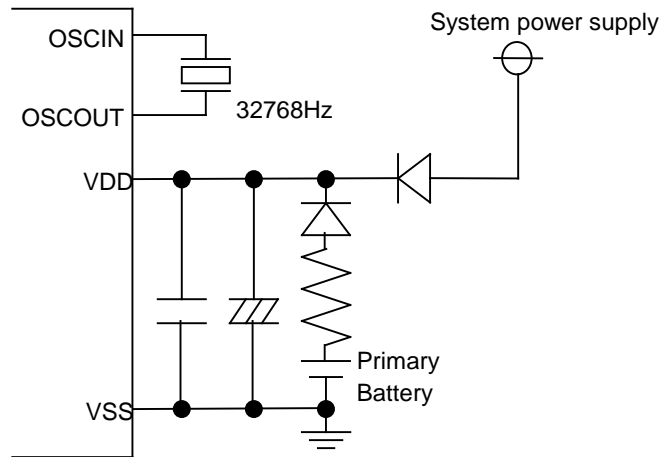 System power supply
OSCIN
OSCOUT
32768Hz
VDD
Primary
Battery
VSS